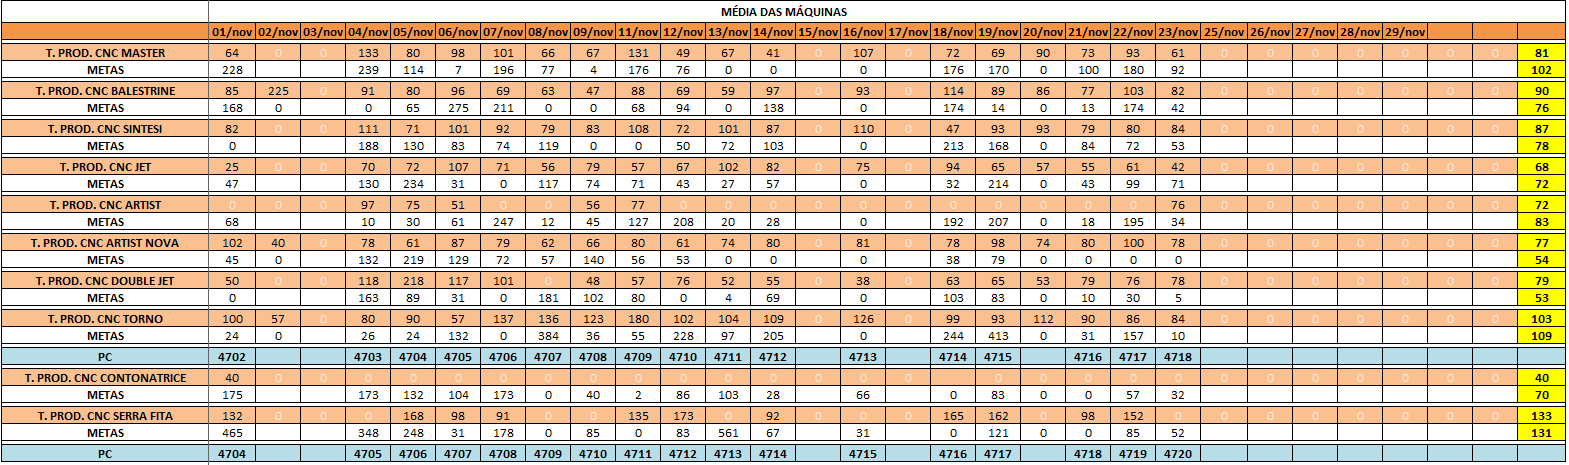 MÉDIA DAS MÁQUINAS
01/nov 02/nov 03/nov 04/nov 05/nov 06/nov 07/nov 08/nov 09/nov 11/nov 12/nov 13/nov 14/nov 15/nov 16/nov 17/nov 18/nov 19/nov 20/nov 21/nov 22/nov 23/nov 25/nov 26/nov 27/nov 28/nov 29/nov
T. PROD. CNC MASTER 64 0 0 133 80 98 101 66 67 131 49 67 41 0 107 0 72 69 90 73 93 61 0 0 0 0 0 0 0 81
METAS 228 239 114 7 196 77 4 176 76 0 0 0 176 170 0 100 180 92 102
T. PROD. CNC BALESTRINE 85 225 0 91 80 96 69 63 47 88 69 59 97 0 93 0 114 89 86 77 103 82 0 0 0 0 0 0 0 90
METAS 168 0 0 65 275 211 0 0 68 94 0 138 0 174 14 0 13 174 42 76
T. PROD. CNC SINTESI 82 0 0 111 71 101 92 79 83 108 72 101 87 0 110 0 47 93 93 79 80 84 0 0 0 0 0 0 0 87
METAS 0 188 130 83 74 119 0 0 50 72 103 0 213 168 0 84 72 53 78
T. PROD. CNC JET 25 0 0 70 72 107 71 56 79 57 67 102 82 0 75 0 94 65 57 55 61 42 0 0 0 0 0 0 0 68
METAS 47 130 234 31 0 117 74 71 43 27 57 0 32 214 0 43 99 71 72
T. PROD. CNC ARTIST 0 0 0 97 75 51 0 0 56 77 0 0 0 0 0 0 0 0 0 0 0 76 0 0 0 0 0 0 0 72
METAS 68 10 30 61 247 12 45 127 208 20 28 0 192 207 0 18 195 34 83
T. PROD. CNC ARTIST NOVA 102 40 0 78 61 87 79 62 66 80 61 74 80 0 81 0 78 98 74 80 100 78 0 0 0 0 0 0 0 77
METAS 45 0 132 219 129 72 57 140 56 53 0 0 0 38 79 0 0 0 0 54
T. PROD. CNC DOUBLE JET 50 0 0 118 218 117 101 0 48 57 76 52 55 0 38 0 63 65 53 79 76 78 0 0 0 0 0 0 0 79
METAS 0 163 89 31 0 181 102 80 0 4 69 0 103 83 0 10 30 5 53
T. PROD. CNC TORNO 100 57 0 80 90 57 137 136 123 180 102 104 109 0 126 0 99 93 112 90 86 84 0 0 0 0 0 0 0 103
METAS 24 0 26 24 132 0 384 36 55 228 97 205 0 244 413 0 31 157 10 109
PC 4702 4703 4704 4705 4706 4707 4708 4709 4710 4711 4712 4713 4714 4715 4716 4717 4718
T. PROD. CNC CONTONATRICE 40 0 0 0 0 0 0 0 0 0 0 0 0 0 0 0 0 0 0 0 0 0 0 0 0 0 0 0 40
METAS 175 173 132 104 173 0 40 2 86 103 28 66 0 83 0 0 57 32 70
T. PROD. CNC SERRA FITA 132 0 0 0 168 98 91 0 0 135 173 0 92 0 0 0 165 162 0 98 152 0 0 0 0 0 0 0 0 133
METAS 465 348 248 31 178 0 85 0 83 561 67 31 0 121 0 0 85 52 131
PC 4704 4705 4706 4707 4708 4709 4710 4711 4712 4713 4714 4715 4716 4717 4718 4719 4720